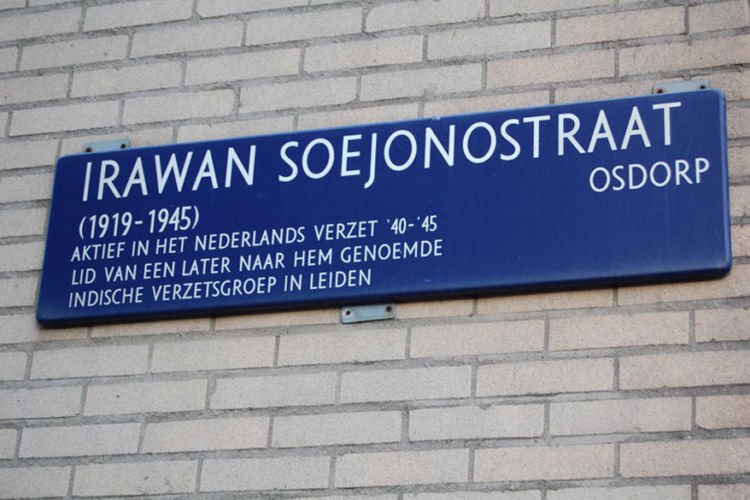 IRAWAN SOEJONOSTRAAT
OSDORP
(1919-1945)
AKTIEF IN HET NEDERLANDS VERZET '40-'45
LID VAN EEN LATER NAAR HEM GENOEMDE
INDISCHE VERZETSGROEP IN LEIDEN